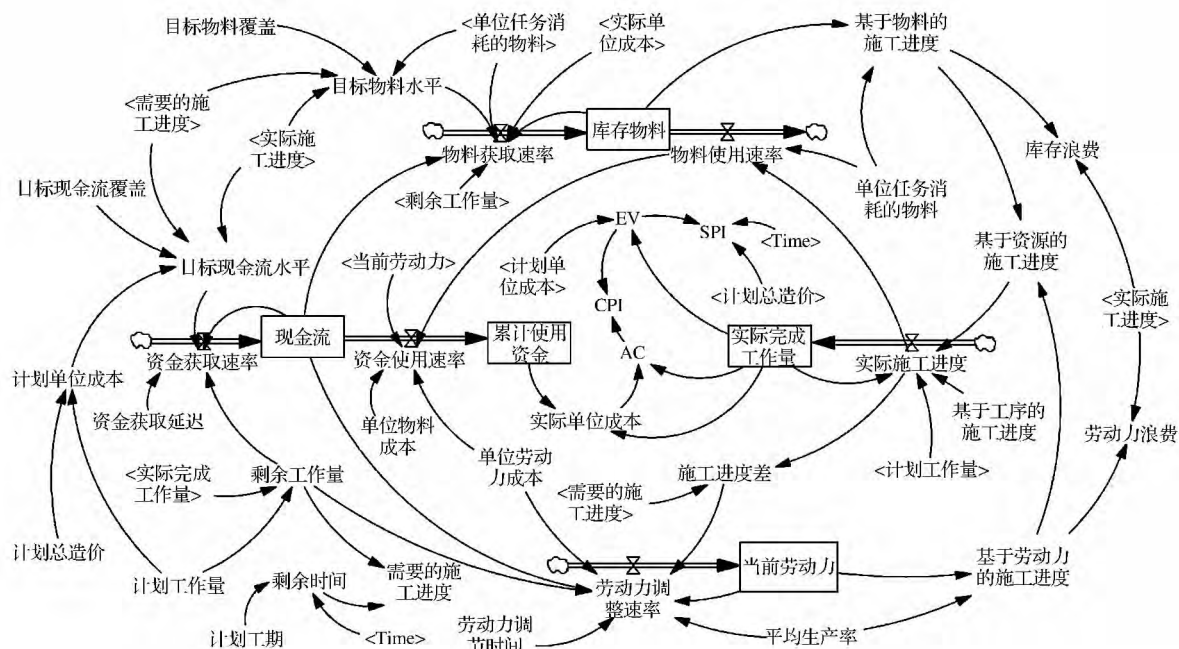 目标物料覆盖
<单位任务消
耗的物料>
<实际单
位成本>
基于物料的
施工进度
目标物料水平
<需要的施
工进度>
<实际施
工进度>
库存物料
物料获取速率
物料使用速率
库存浪费
目标现金流覆盖
<剩余工作量>
单位任务消
耗的物料
EV
SPI
<Time>
基于资源的
施工进度
目标现金流水平
<当前劳动力>
<计划单
位成本>
<计划总造价>
CPI
<实际施
工进度>
现金流
累计使用
资金
实际完成
工作量
资金获取速率
资金使用速率
AC
实际施工进度
计划单位成本
资金获取延迟
单位物料
成本
实际单位成本
基于工序的
施工进度
劳动力浪费
<计划工作量>
<实际完成
工作量>
剩余工作量
单位劳动
力成本
施工进度差
<需要的施
工进度>
计划总造价
计划工作量
剩余时间
需要的施
工进度
当前劳动力
劳动力调
整速率
基于劳动力
的施工进度
计划工期
<Time>
劳动力调
节时间
平均生产率